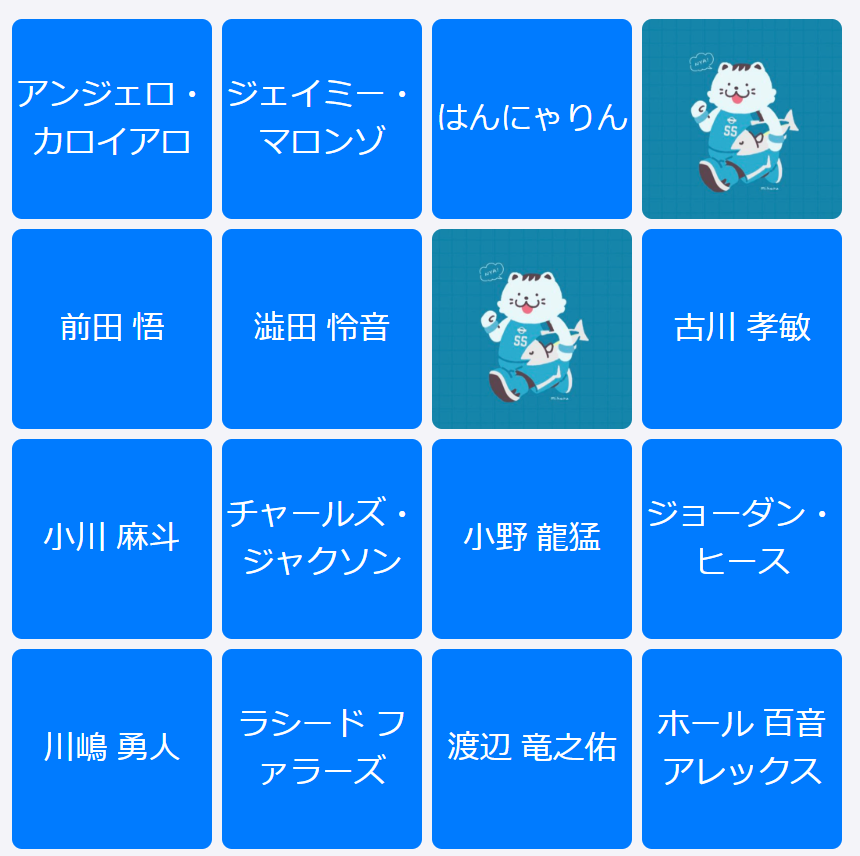 アンジェロ・
カロイアロ
ジェイミー・
マロンゾ
はんにゃりん
NYA!
SS
前田 悟
澁田 怜音
NYA!
SS
古川 孝敏
小川 麻斗
チャールズ・
ジャクソン
小野 龍猛
ジョーダン・
ヒース
川嶋 勇人
ラシード フ
ァラーズ
渡辺 竜之佑
ホール 百音
アレックス